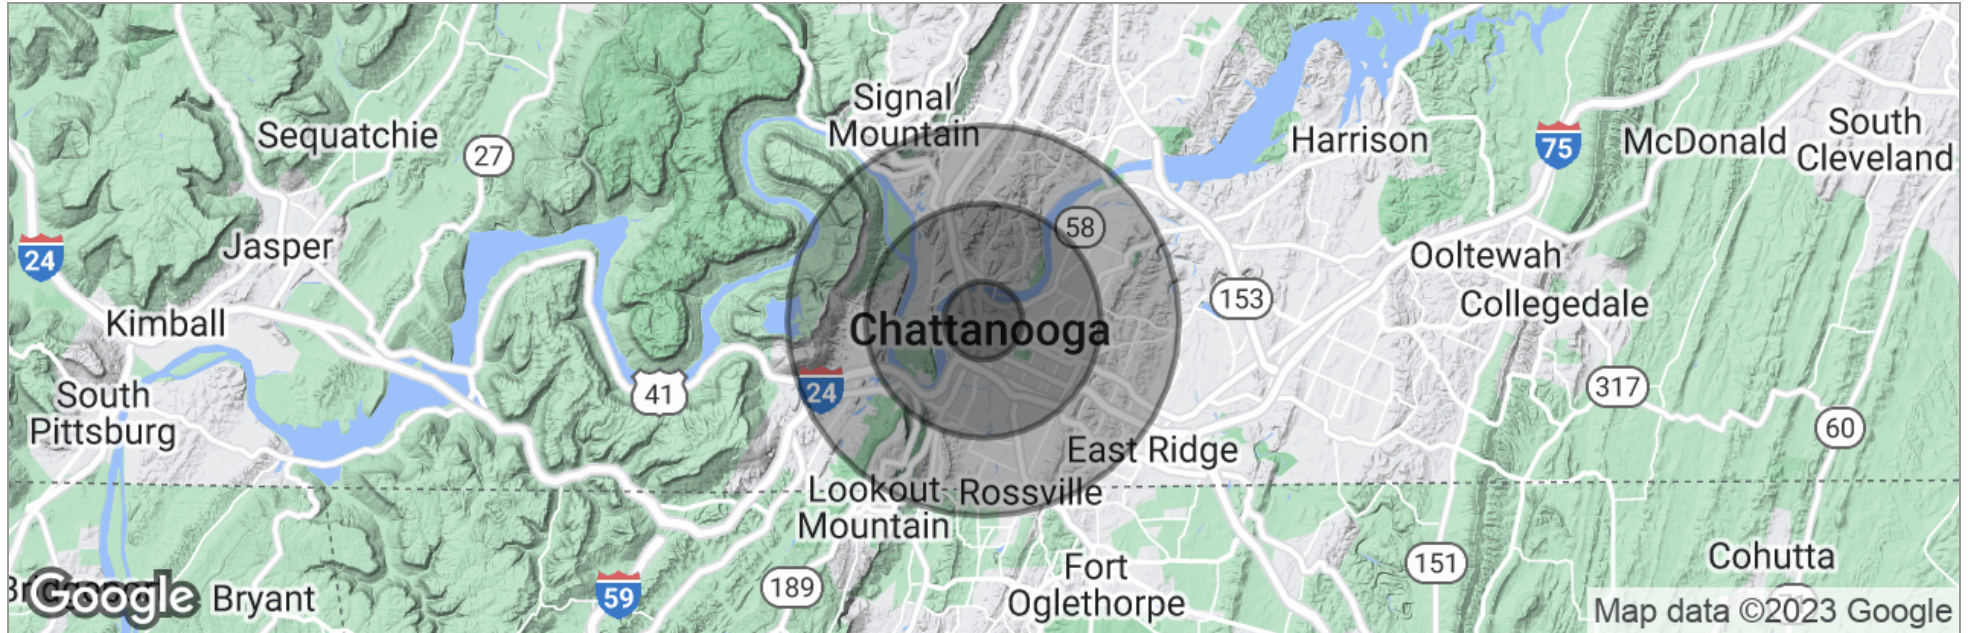 Signal
Mountain
Sequatchie
27
Harrison
75
McDonald
South
Cleveland
58
24
Jasper
Ooltewah
153
Collegedale
Kimball
Chattanooga
41
24
317
South
Pittsburg
60
East Ridge
Lookout
Mountain
Rossville
151
Cohutta
Fort
Oglethorpe
189
59
Bryant
Google
Map data ©2023 Google